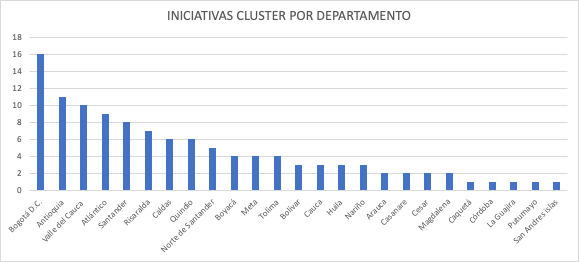 INICIATIVAS CLUSTER POR DEPARTAMENTO
18
16
14
12
10
8
6
4
2
0
Bogotá D.C.
Antioquia
Valle del Cauca
Atlántico
Santander
Risaralda
Caldas
Quindío
Norte de Santander
Boyacá
Meta
Tolima
Bolívar
Cauca
Huila
Nariño
Arauca
Casanare
Cesar
Magdalena
Caquetá
Córdoba
La Guajira
Putumayo
San Andres islas